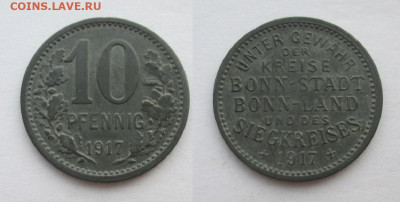 COINS.LAVE.RU
10
PFENNIG
1917
UNTER GEWÄHR
DER
KREISE
BONN-STADT
BONN-LAND
UND DES
SIEGKREISES.
1917